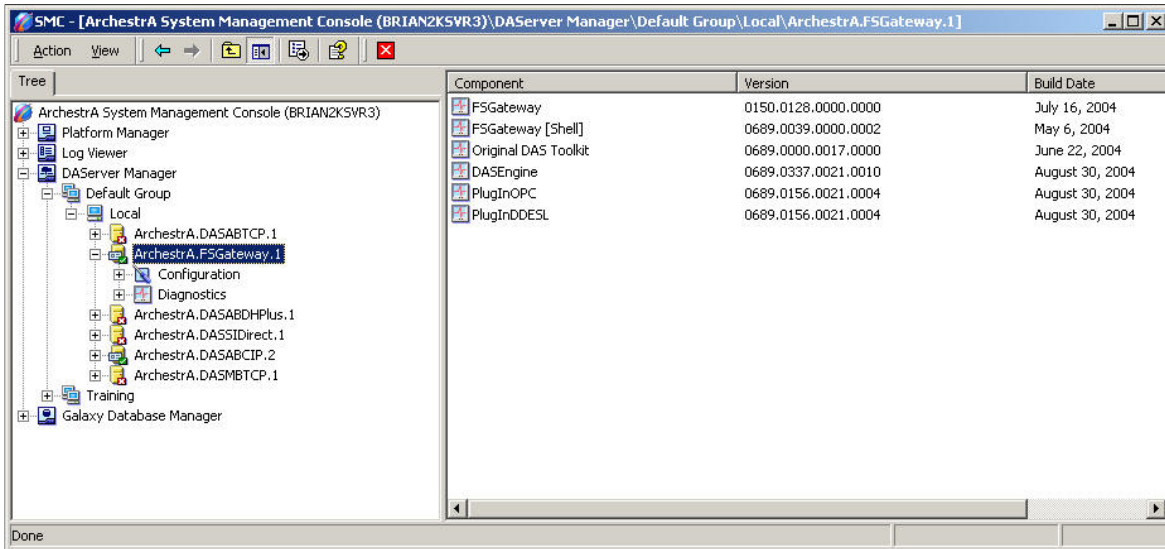 SMC - [ArchestrA System Management Console (BRIAN2KSVR3)\DAServer Manager\Default Group\Local\ArchestrA.FSGateway.1]
Action View
Tree
ArchestrA System Management Console (BRIAN2KSVR3)
Platform Manager
Log Viewer
DAServer Manager
Default Group
Local
ArchestrA.DASABTCP.1
ArchestrA.FSGateway.1
Configuration
Diagnostics
ArchestrA.DASABDHPlus.1
ArchestrA.DASSIDirect.1
ArchestrA.DASABCIP.2
ArchestrA.DASMBTCP.1
Training
Galaxy Database Manager
Component Version Build Date
FSGateway 0150.0128.0000.0000 July 16, 2004
FSGateway [Shell] 0689.0039.0000.0002 May 6, 2004
Original DAS Toolkit 0689.0000.0017.0000 June 22, 2004
DASEngine 0689.0337.0021.0010 August 30, 2004
PlugInOPC 0689.0156.0021.0004 August 30, 2004
PlugInDDESL 0689.0156.0021.0004 August 30, 2004
Done